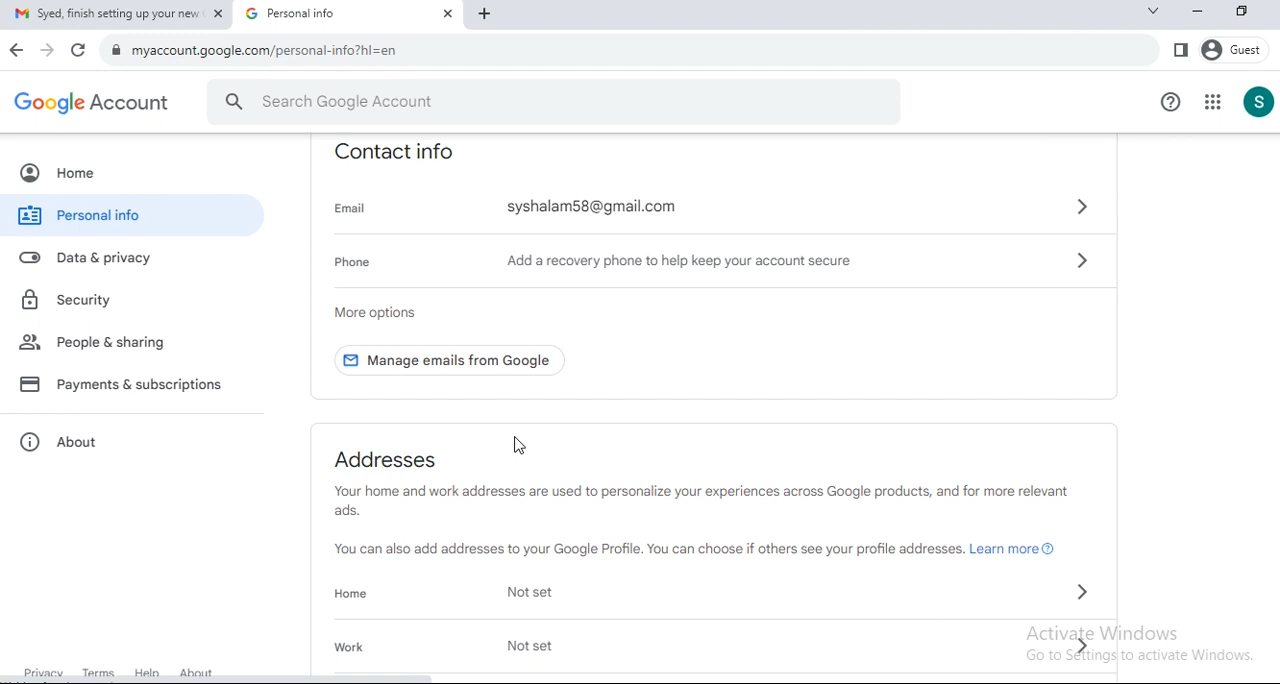 Syed, finish setting up your new
Personal info
myaccount.google.com/personal-info?hl=en
Guest
Google Account
Search Google Account
S
Home
Personal info
Data & privacy
Security
People & sharing
Payments & subscriptions
About
Privacy Terms Help About
Contact info
Email syshalam58@gmail.com
Phone Add a recovery phone to help keep your account secure
More options
Manage emails from Google
Addresses
Your home and work addresses are used to personalize your experiences across Google products, and for more relevant
ads.
You can also add addresses to your Google Profile. You can choose if others see your profile addresses. Learn more
Home Not set
Work Not set
Activate Windows
Go to Settings to activate Windows.